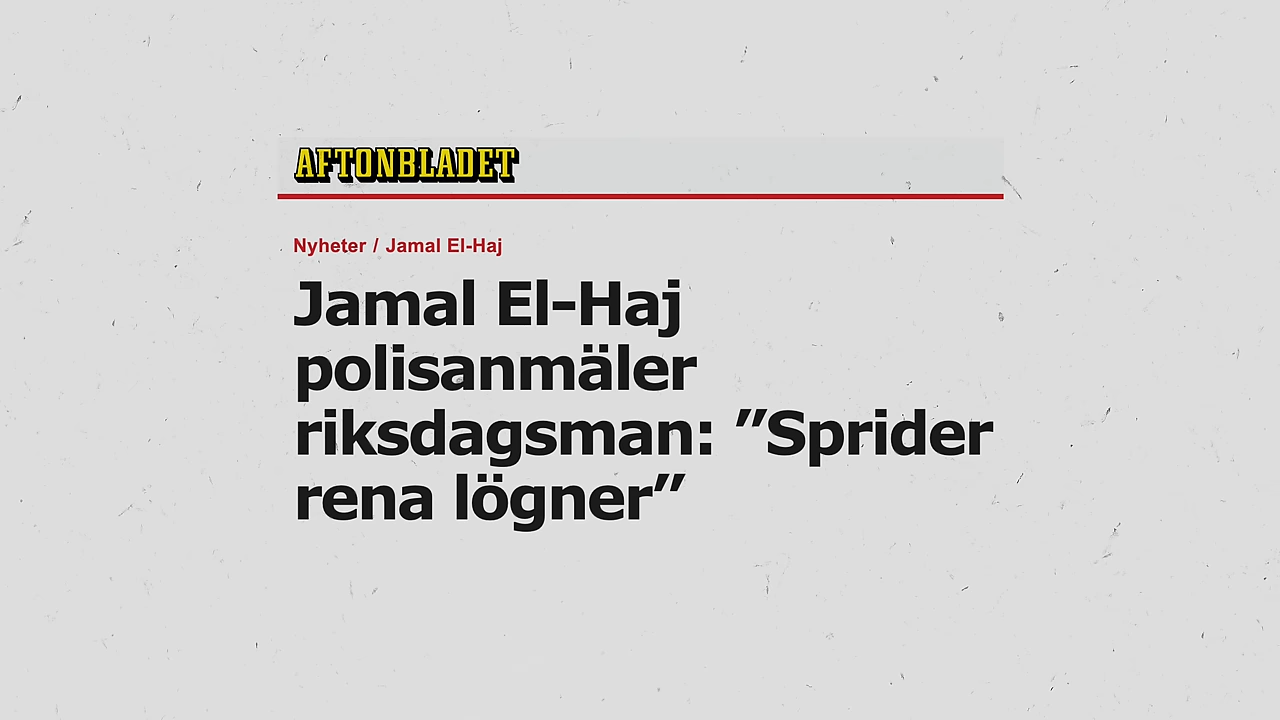 AFTONBLADET
Nyheter / Jamal El-Haj
Jamal El-Haj
polisanmäler
riksdagsman: ”Sprider
rena lögner”